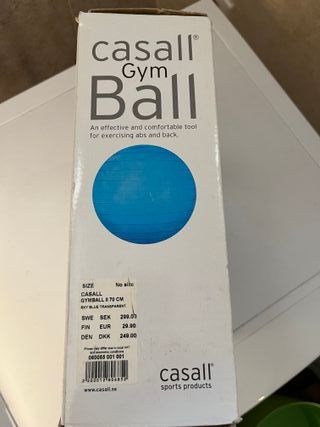 casall®
Gym
Ball
An effective and comfortable tool
for exercising abs and back.
SIZE No size
CASALL
GYMBALL II 70 CM
SKY BLUE TRANSPARENT
SWE SEK 299.00
FIN EUR 29.90
DEN DKK 249.00
060066 001 001
www.casall.se
casall®
sports products